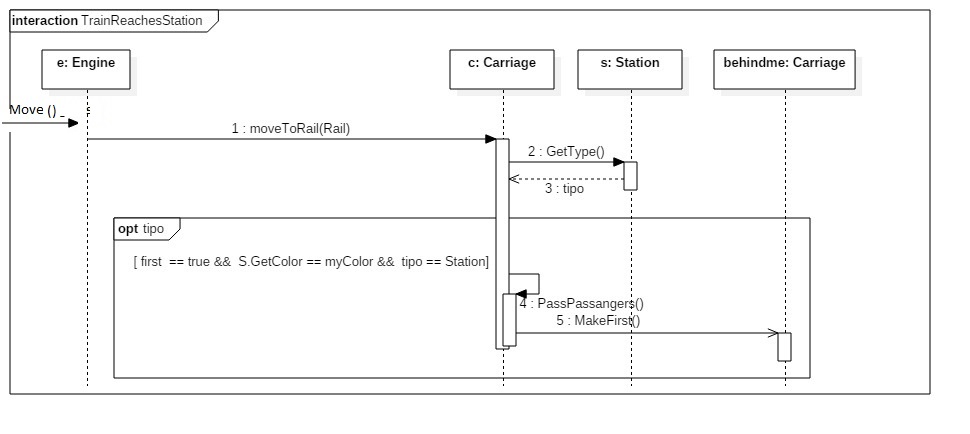 interaction TrainReachesStation
e: Engine
c: Carriage
s: Station
behindme: Carriage
Move ()
1 : moveToRail(Rail)
2 : GetType()
3 : tipo
opt tipo
[ first == true && S.GetColor == myColor && tipo == Station]
4 : PassPassangers()
5 : MakeFirst()